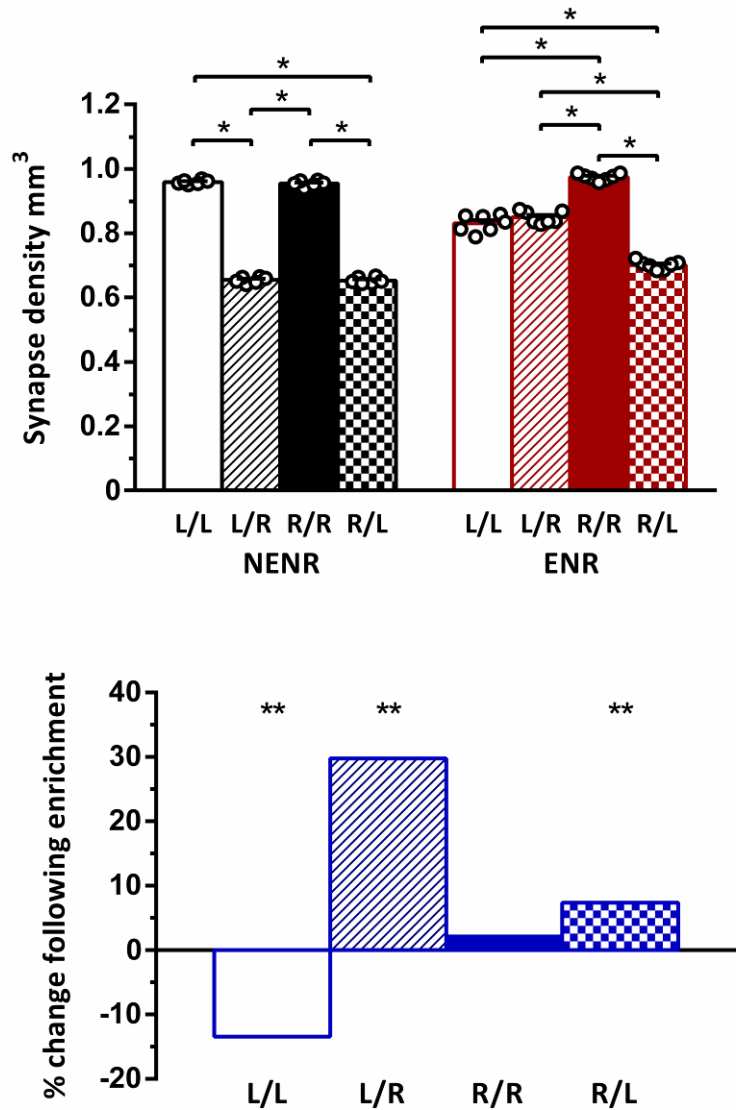 * *
* * *
* * * * *
Synapse density mm³
1.2
1.0
0.8
0.6
0.4
0.2
0
L/L L/R R/R R/L L/L L/R R/R R/L
NENR ENR
% change following enrichment
40
30
20
10
0
-10
-20
** ** **
L/L L/R R/R R/L